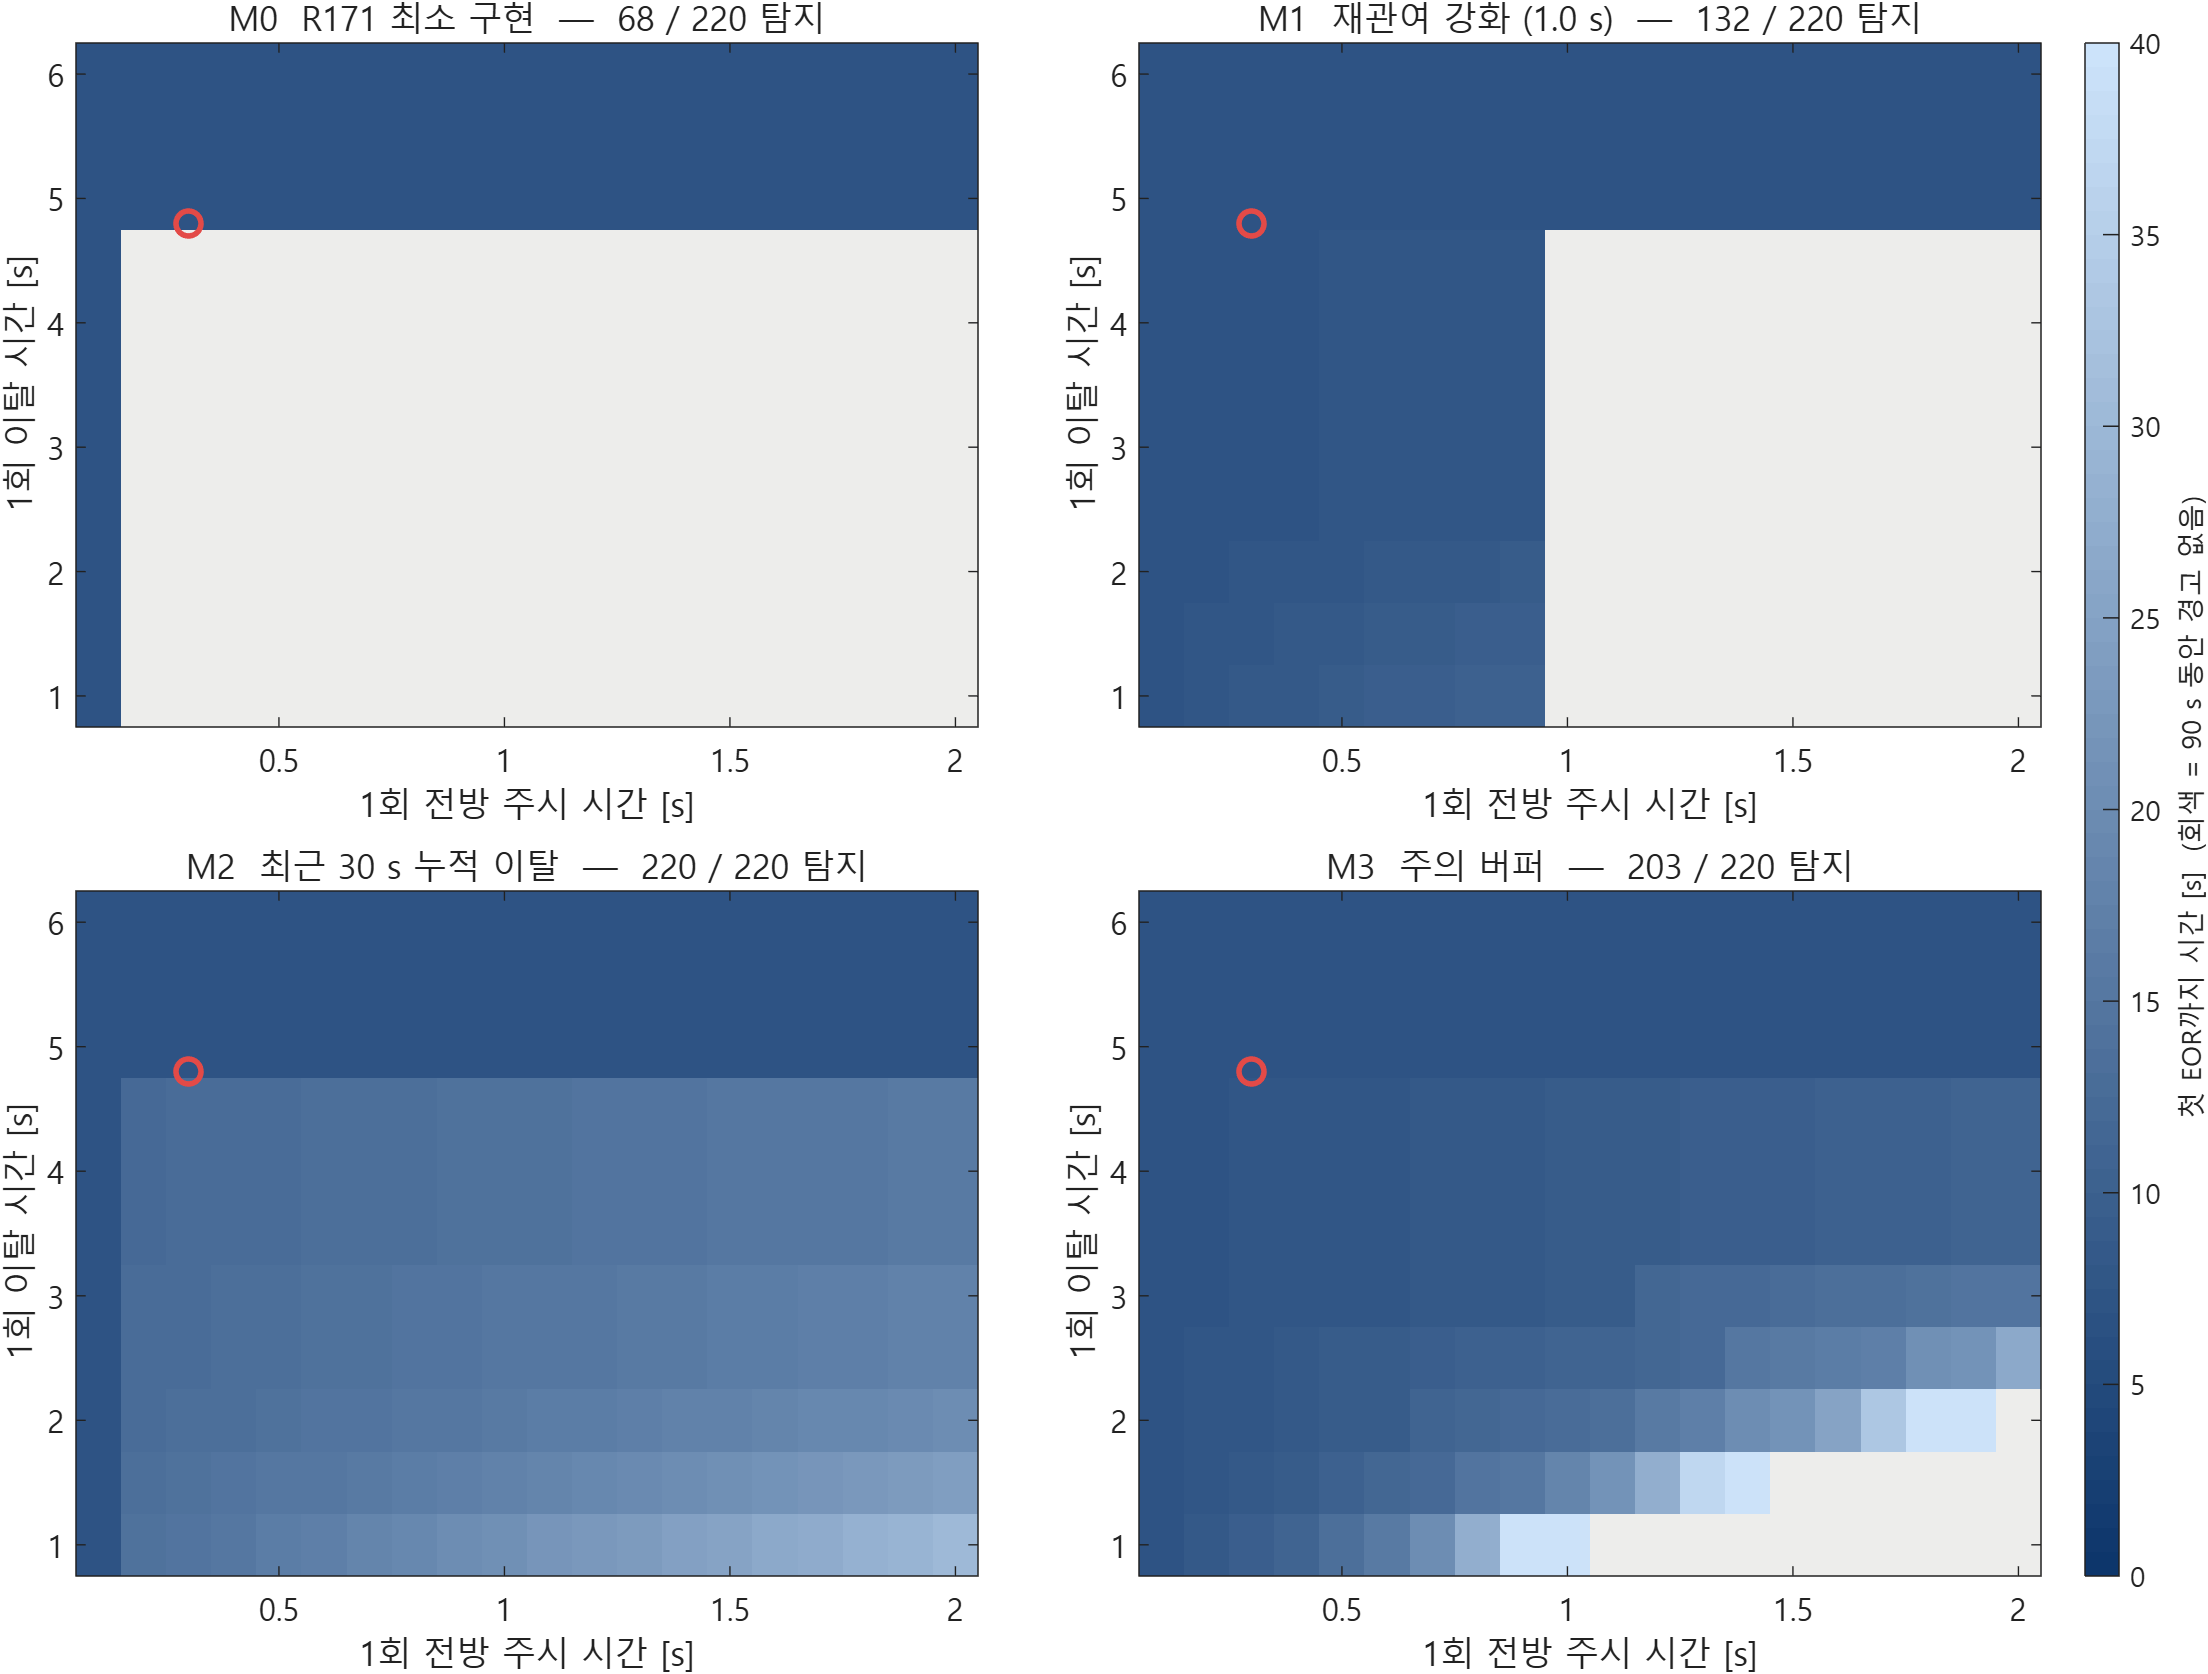 M0 R171 최소 구현 — 68 / 220 탐지
6
5
4
3
2
1
1회 이탈 시간 [s]
0.5 1 1.5 2
1회 전방 주시 시간 [s]
M1 재관여 강화 (1.0 s) — 132 / 220 탐지
6
5
4
3
2
1
1회 이탈 시간 [s]
0.5 1 1.5 2
1회 전방 주시 시간 [s]
M2 최근 30 s 누적 이탈 — 220 / 220 탐지
6
5
4
3
2
1
1회 이탈 시간 [s]
0.5 1 1.5 2
1회 전방 주시 시간 [s]
M3 주의 버퍼 — 203 / 220 탐지
6
5
4
3
2
1
1회 이탈 시간 [s]
0.5 1 1.5 2
1회 전방 주시 시간 [s]
40
35
30
25
20
15
10
5
0
첫 EOR까지 시간 [s] (회색 = 90 s 동안 경고 없음)